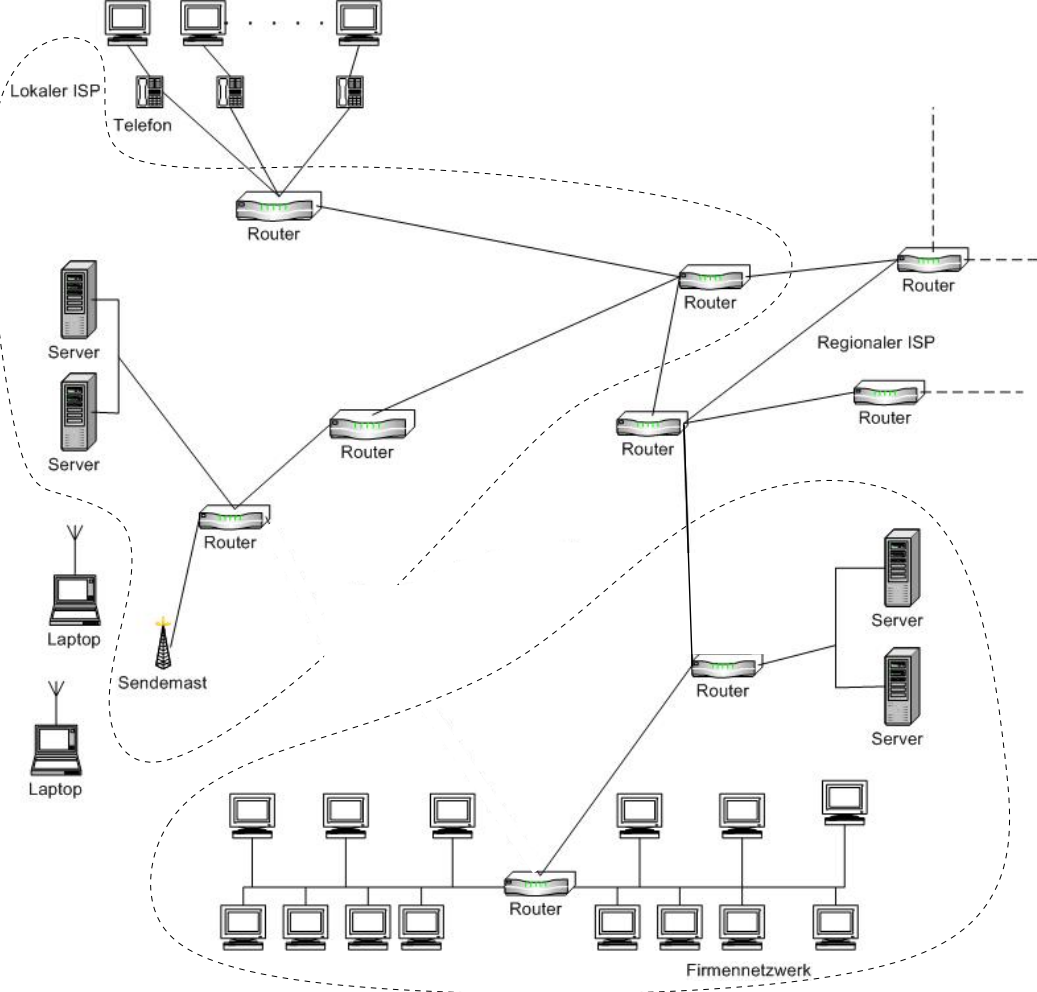 Lokaler ISP
Telefon
Router
Router
Router
Regionaler ISP
Server
Router
Router
Router
Server
Router
Server
Laptop
Sendemast
Router
Server
Laptop
Router
Firmennetzwerk